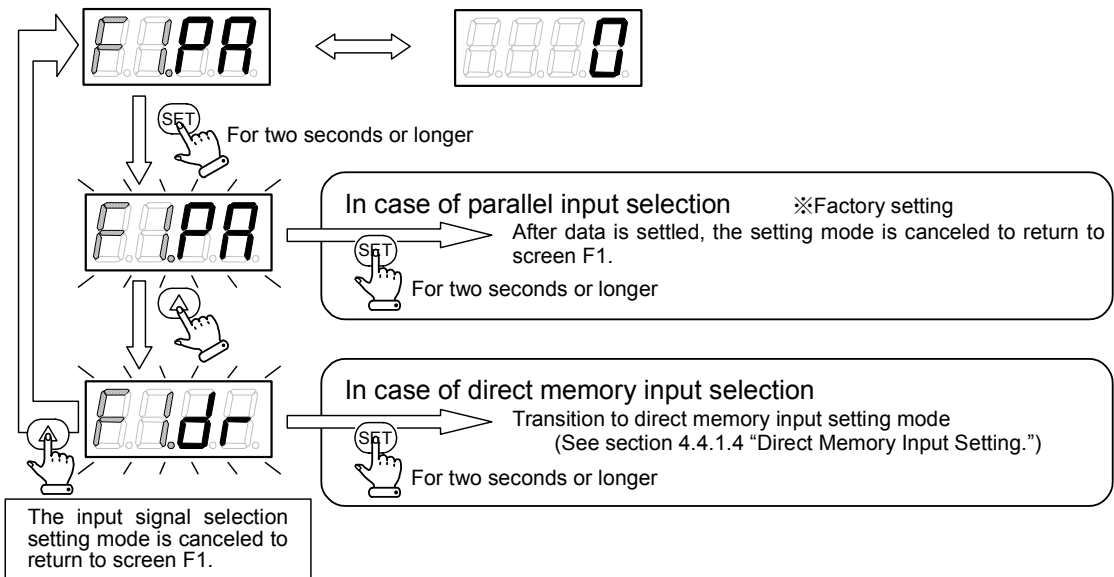 F1.PA
0
SET
For two seconds or longer
F1.PA
In case of parallel input selection ※Factory setting
After data is settled, the setting mode is canceled to return to
screen F1.
SET
For two seconds or longer
F1.dr
In case of direct memory input selection
Transition to direct memory input setting mode
(See section 4.4.1.4 “Direct Memory Input Setting.”)
SET
For two seconds or longer
The input signal selection
setting mode is canceled to
return to screen F1.